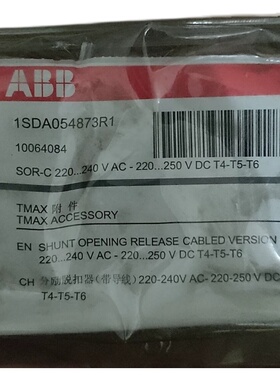 ABB
1SDA054873R1
10064084
SOR-C 220...240 V AC - 220...250 V DC T4-T5-T6
TMAX 附 件
TMAX ACCESSORY
EN SHUNT OPENING RELEASE CABLED VERSION
220...240 V AC - 220...250 V DC T4-T5-T6
CH 分励脱扣器(带导线) 220-240V AC- 220-250 V DC
T4-T5-T6